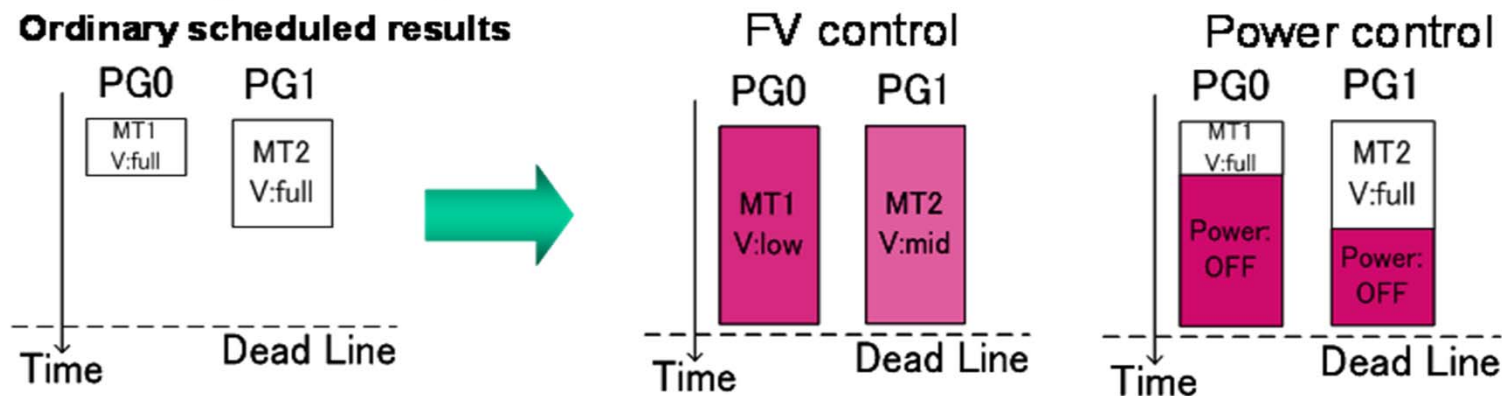 Ordinary scheduled results
PG0
PG1
MT1
V:full
MT2
V:full
Dead Line
Time
FV control
PG0
PG1
MT1
V:low
MT2
V:mid
Dead Line
Time
Power control
PG0
PG1
MT1
V:full
Power:
OFF
MT2
V:full
Power:
OFF
Dead Line
Time